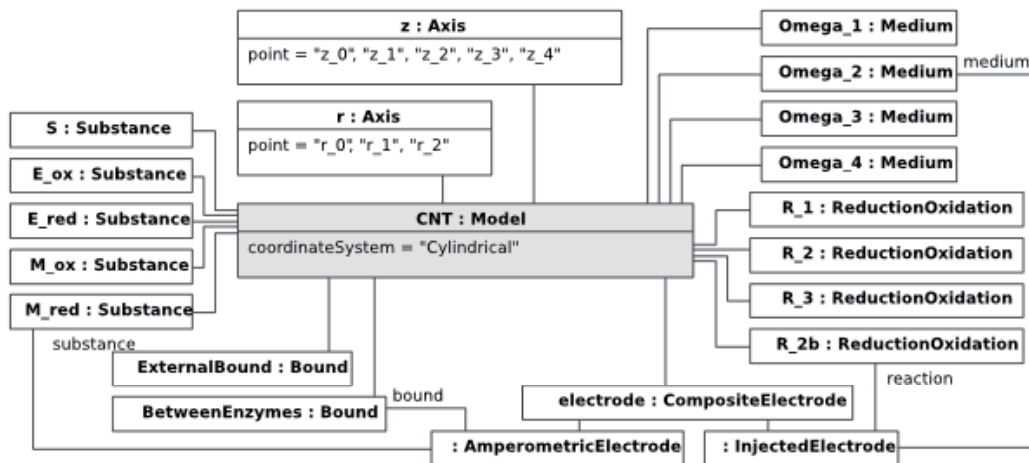 z : Axis
point = "z_0", "z_1", "z_2", "z_3", "z_4"
r : Axis
point = "r_0", "r_1", "r_2"
S : Substance
E_ox : Substance
E_red : Substance
M_ox : Substance
M_red : Substance
substance
CNT : Model
coordinateSystem = "Cylindrical"
Omega_1 : Medium
Omega_2 : Medium
medium
Omega_3 : Medium
Omega_4 : Medium
R_1 : ReductionOxidation
R_2 : ReductionOxidation
R_3 : ReductionOxidation
R_2b : ReductionOxidation
reaction
ExternalBound : Bound
BetweenEnzymes : Bound
bound
electrode : CompositeElectrode
: AmperometricElectrode
: InjectedElectrode